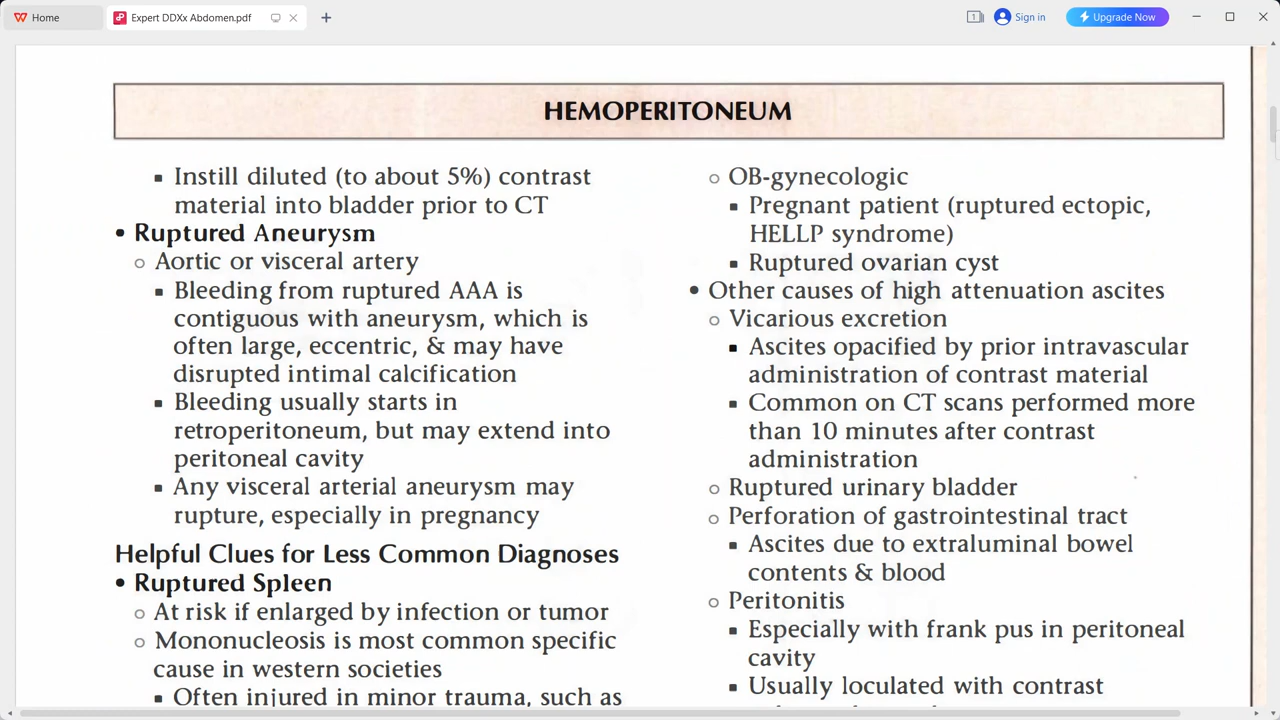 Home
Expert DDXx Abdomen.pdf
1
Sign in
Upgrade Now
HEMOPERITONEUM
▪ Instill diluted (to about 5%) contrast
material into bladder prior to CT
• Ruptured Aneurysm
○ Aortic or visceral artery
▪ Bleeding from ruptured AAA is
contiguous with aneurysm, which is
often large, eccentric, & may have
disrupted intimal calcification
▪ Bleeding usually starts in
retroperitoneum, but may extend into
peritoneal cavity
▪ Any visceral arterial aneurysm may
rupture, especially in pregnancy
Helpful Clues for Less Common Diagnoses
• Ruptured Spleen
○ At risk if enlarged by infection or tumor
○ Mononucleosis is most common specific
cause in western societies
▪ Often injured in minor trauma, such as
○ OB-gynecologic
▪ Pregnant patient (ruptured ectopic,
HELLP syndrome)
▪ Ruptured ovarian cyst
• Other causes of high attenuation ascites
○ Vicarious excretion
▪ Ascites opacified by prior intravascular
administration of contrast material
▪ Common on CT scans performed more
than 10 minutes after contrast
administration
○ Ruptured urinary bladder
○ Perforation of gastrointestinal tract
▪ Ascites due to extraluminal bowel
contents & blood
○ Peritonitis
▪ Especially with frank pus in peritoneal
cavity
▪ Usually loculated with contrast